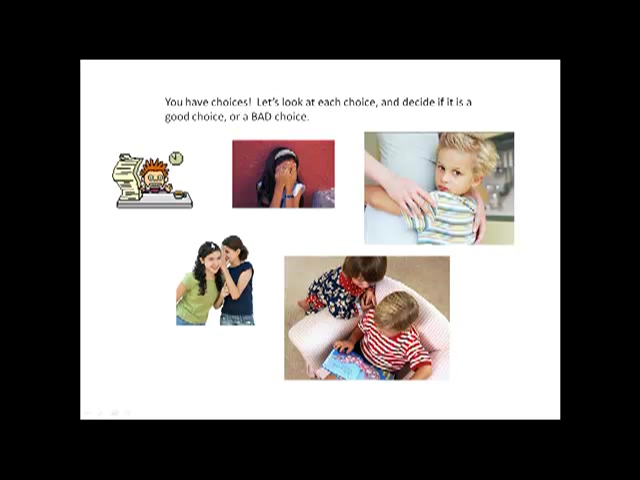 You have choices!  Let's look at each choice, and decide if it is a
good choice, or a BAD choice.